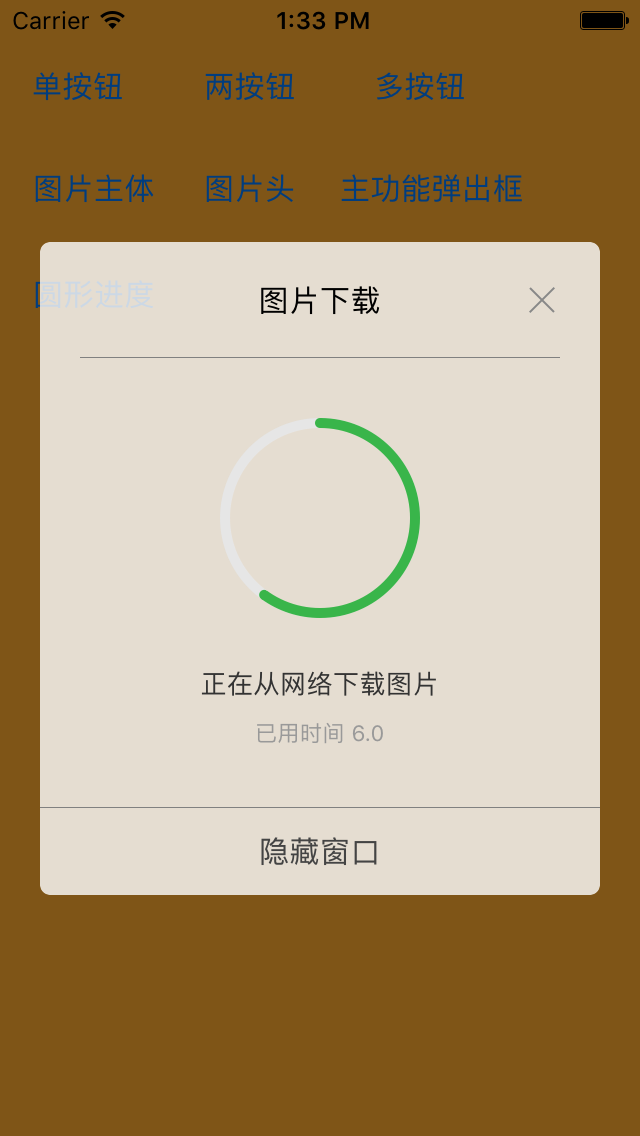 Carrier 1:33 PM
单按钮 两按钮 多按钮
图片主体 图片头 主功能弹出框
圆形进度
图片下载
正在从网络下载图片
已用时间 6.0
隐藏窗口